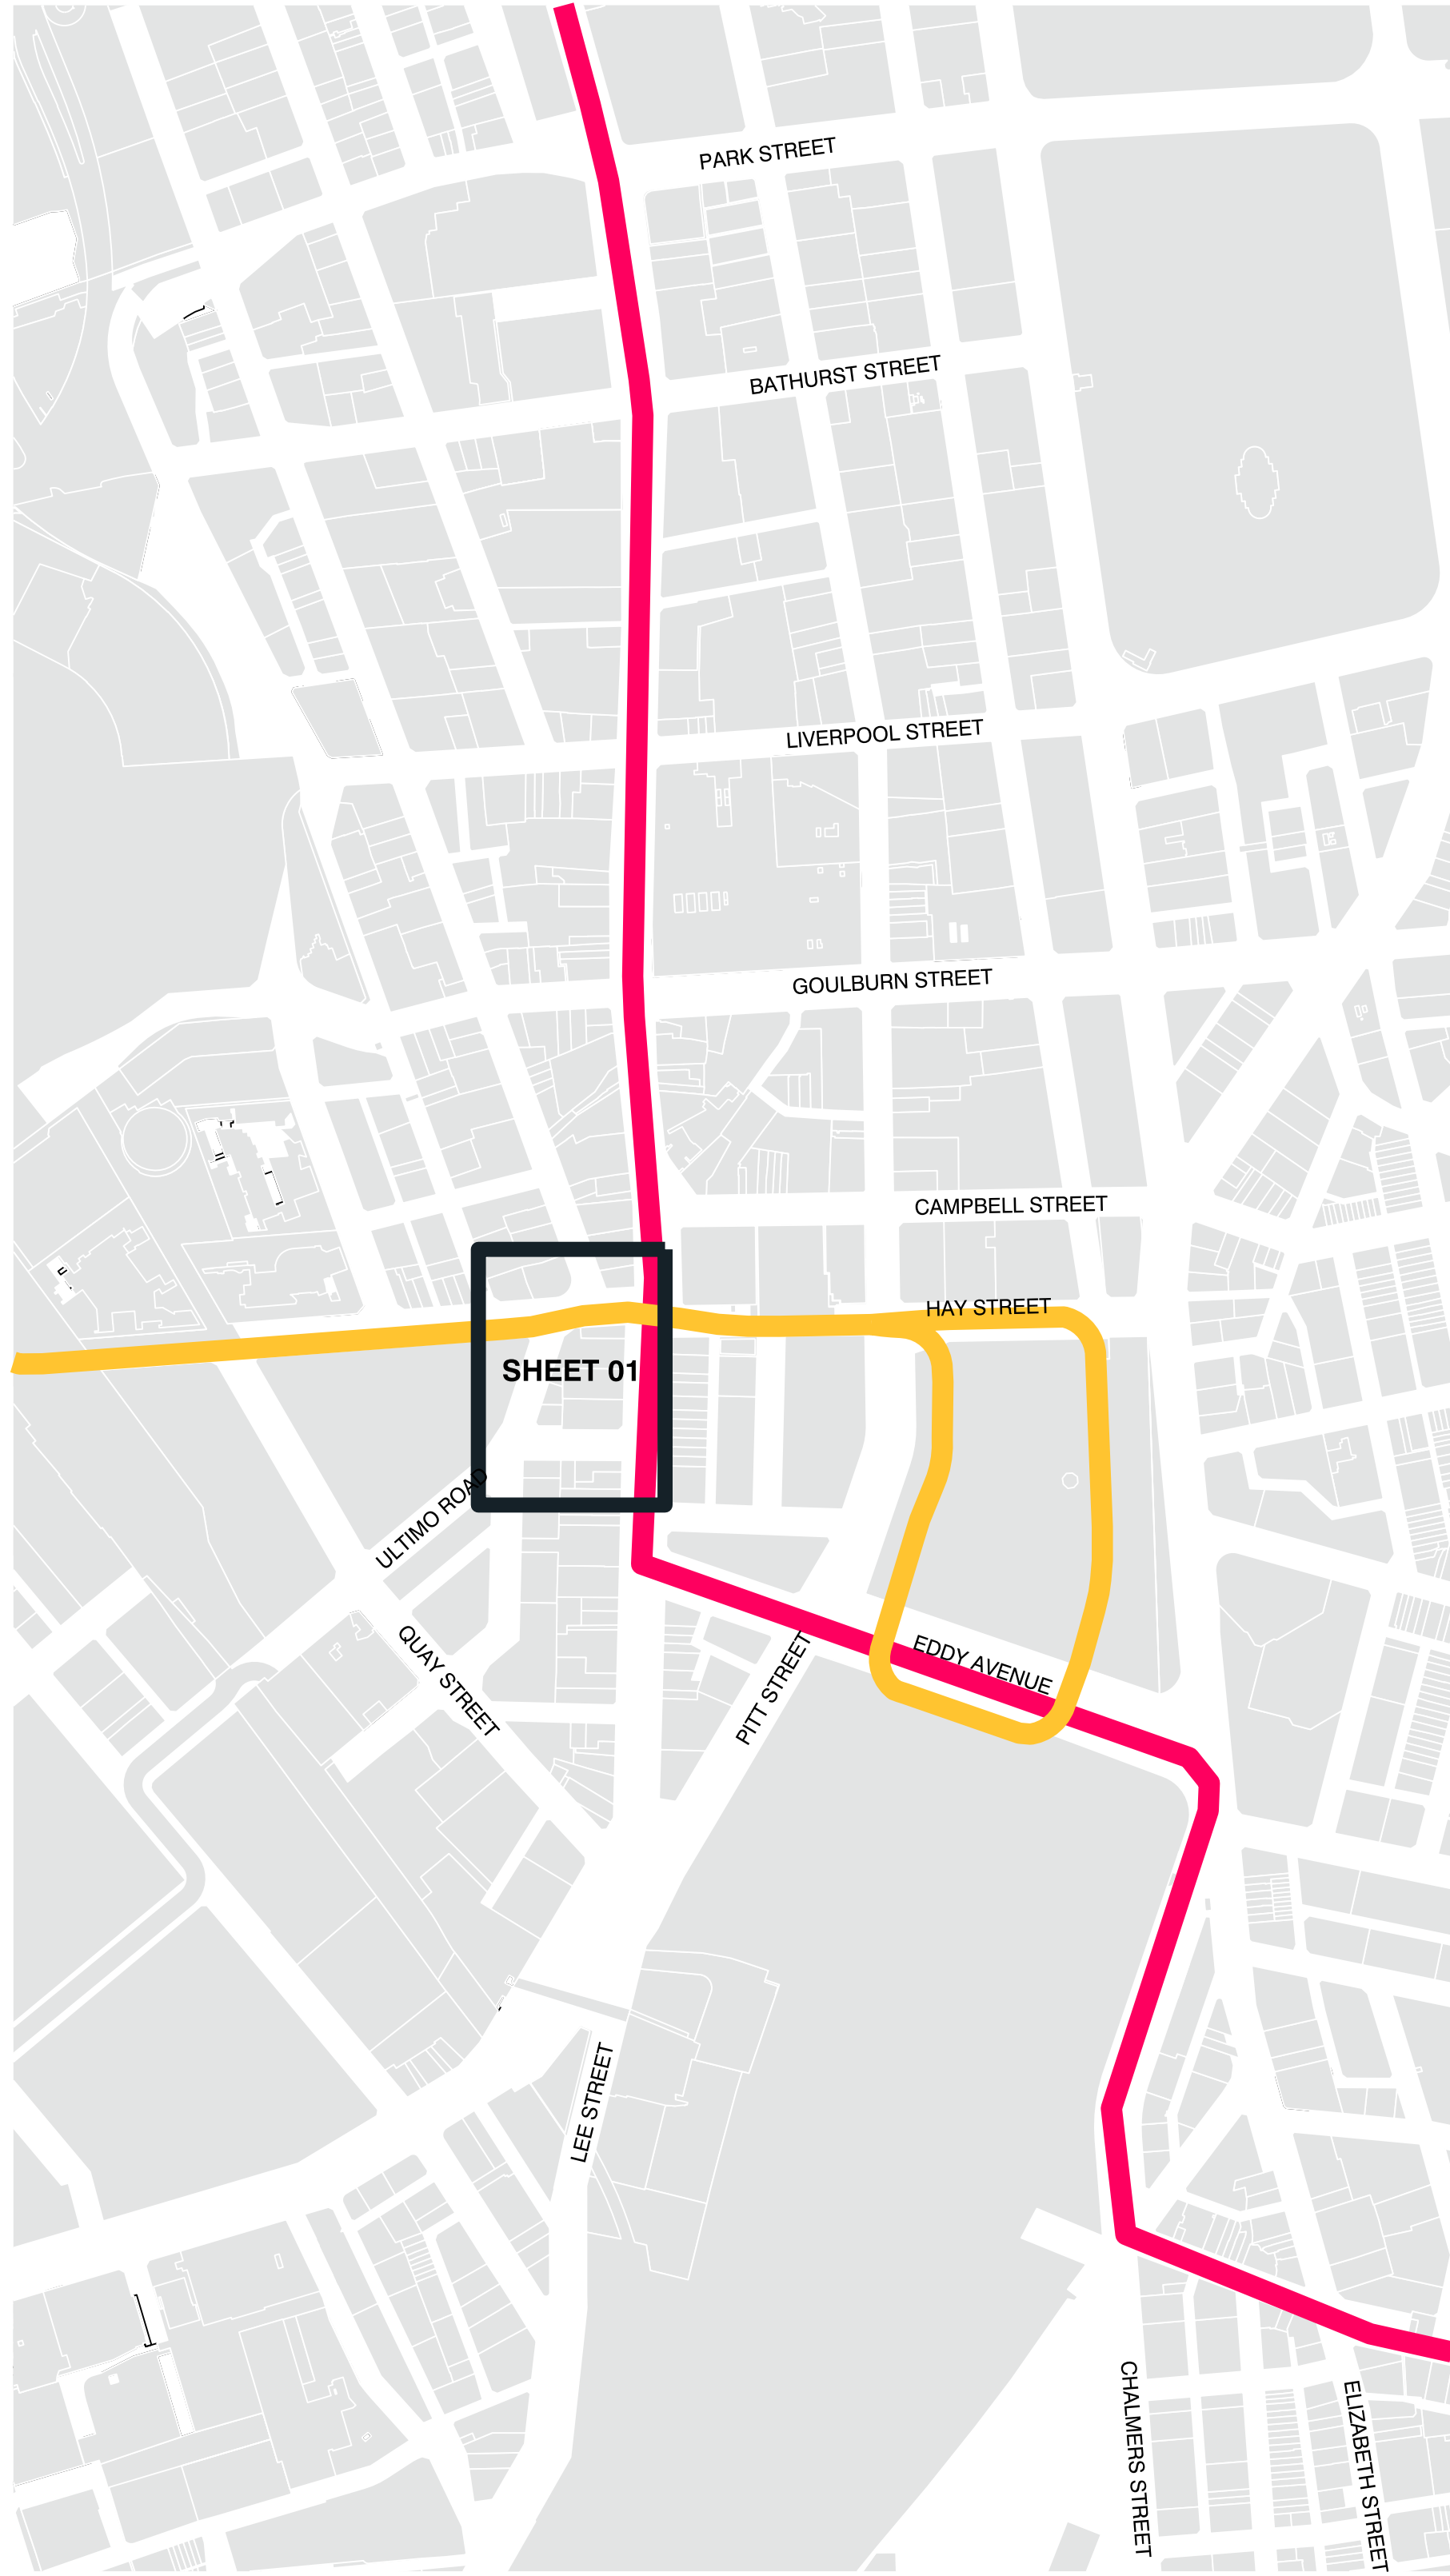 PARK STREET
BATHURST STREET
LIVERPOOL STREET
GOULBURN STREET
CAMPBELL STREET
HAY STREET
SHEET 01
ULTIMO ROAD
QUAY STREET
PITT STREET
EDDY AVENUE
LEE STREET
CHALMERS STREET
ELIZABETH STREET